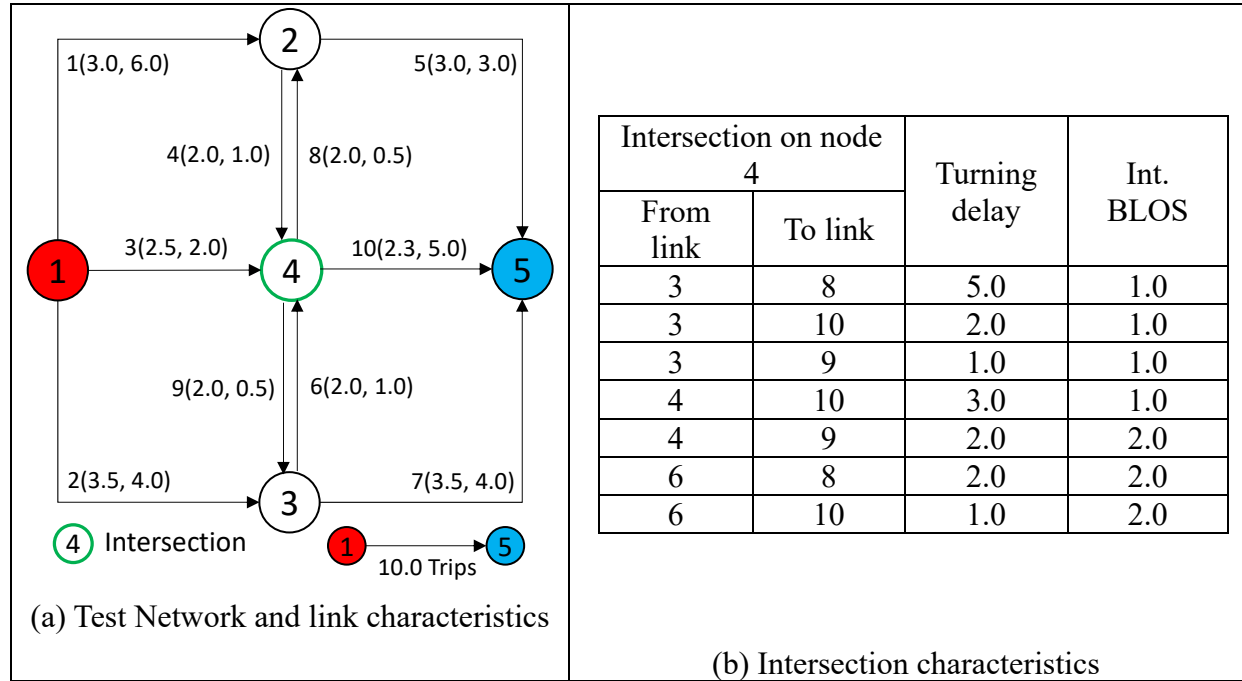 2
1(3.0, 6.0)
5(3.0, 3.0)
4(2.0, 1.0)
8(2.0, 0.5)
1
3(2.5, 2.0)
4
10(2.3, 5.0)
5
9(2.0, 0.5)
6(2.0, 1.0)
2(3.5, 4.0)
3
7(3.5, 4.0)
4 Intersection
1 5
10.0 Trips
(a) Test Network and link characteristics
Intersection on node
4
Turning
delay
Int.
BLOS
From
link
To link
3 8 5.0 1.0
3 10 2.0 1.0
3 9 1.0 1.0
4 10 3.0 1.0
4 9 2.0 2.0
6 8 2.0 2.0
6 10 1.0 2.0
(b) Intersection characteristics